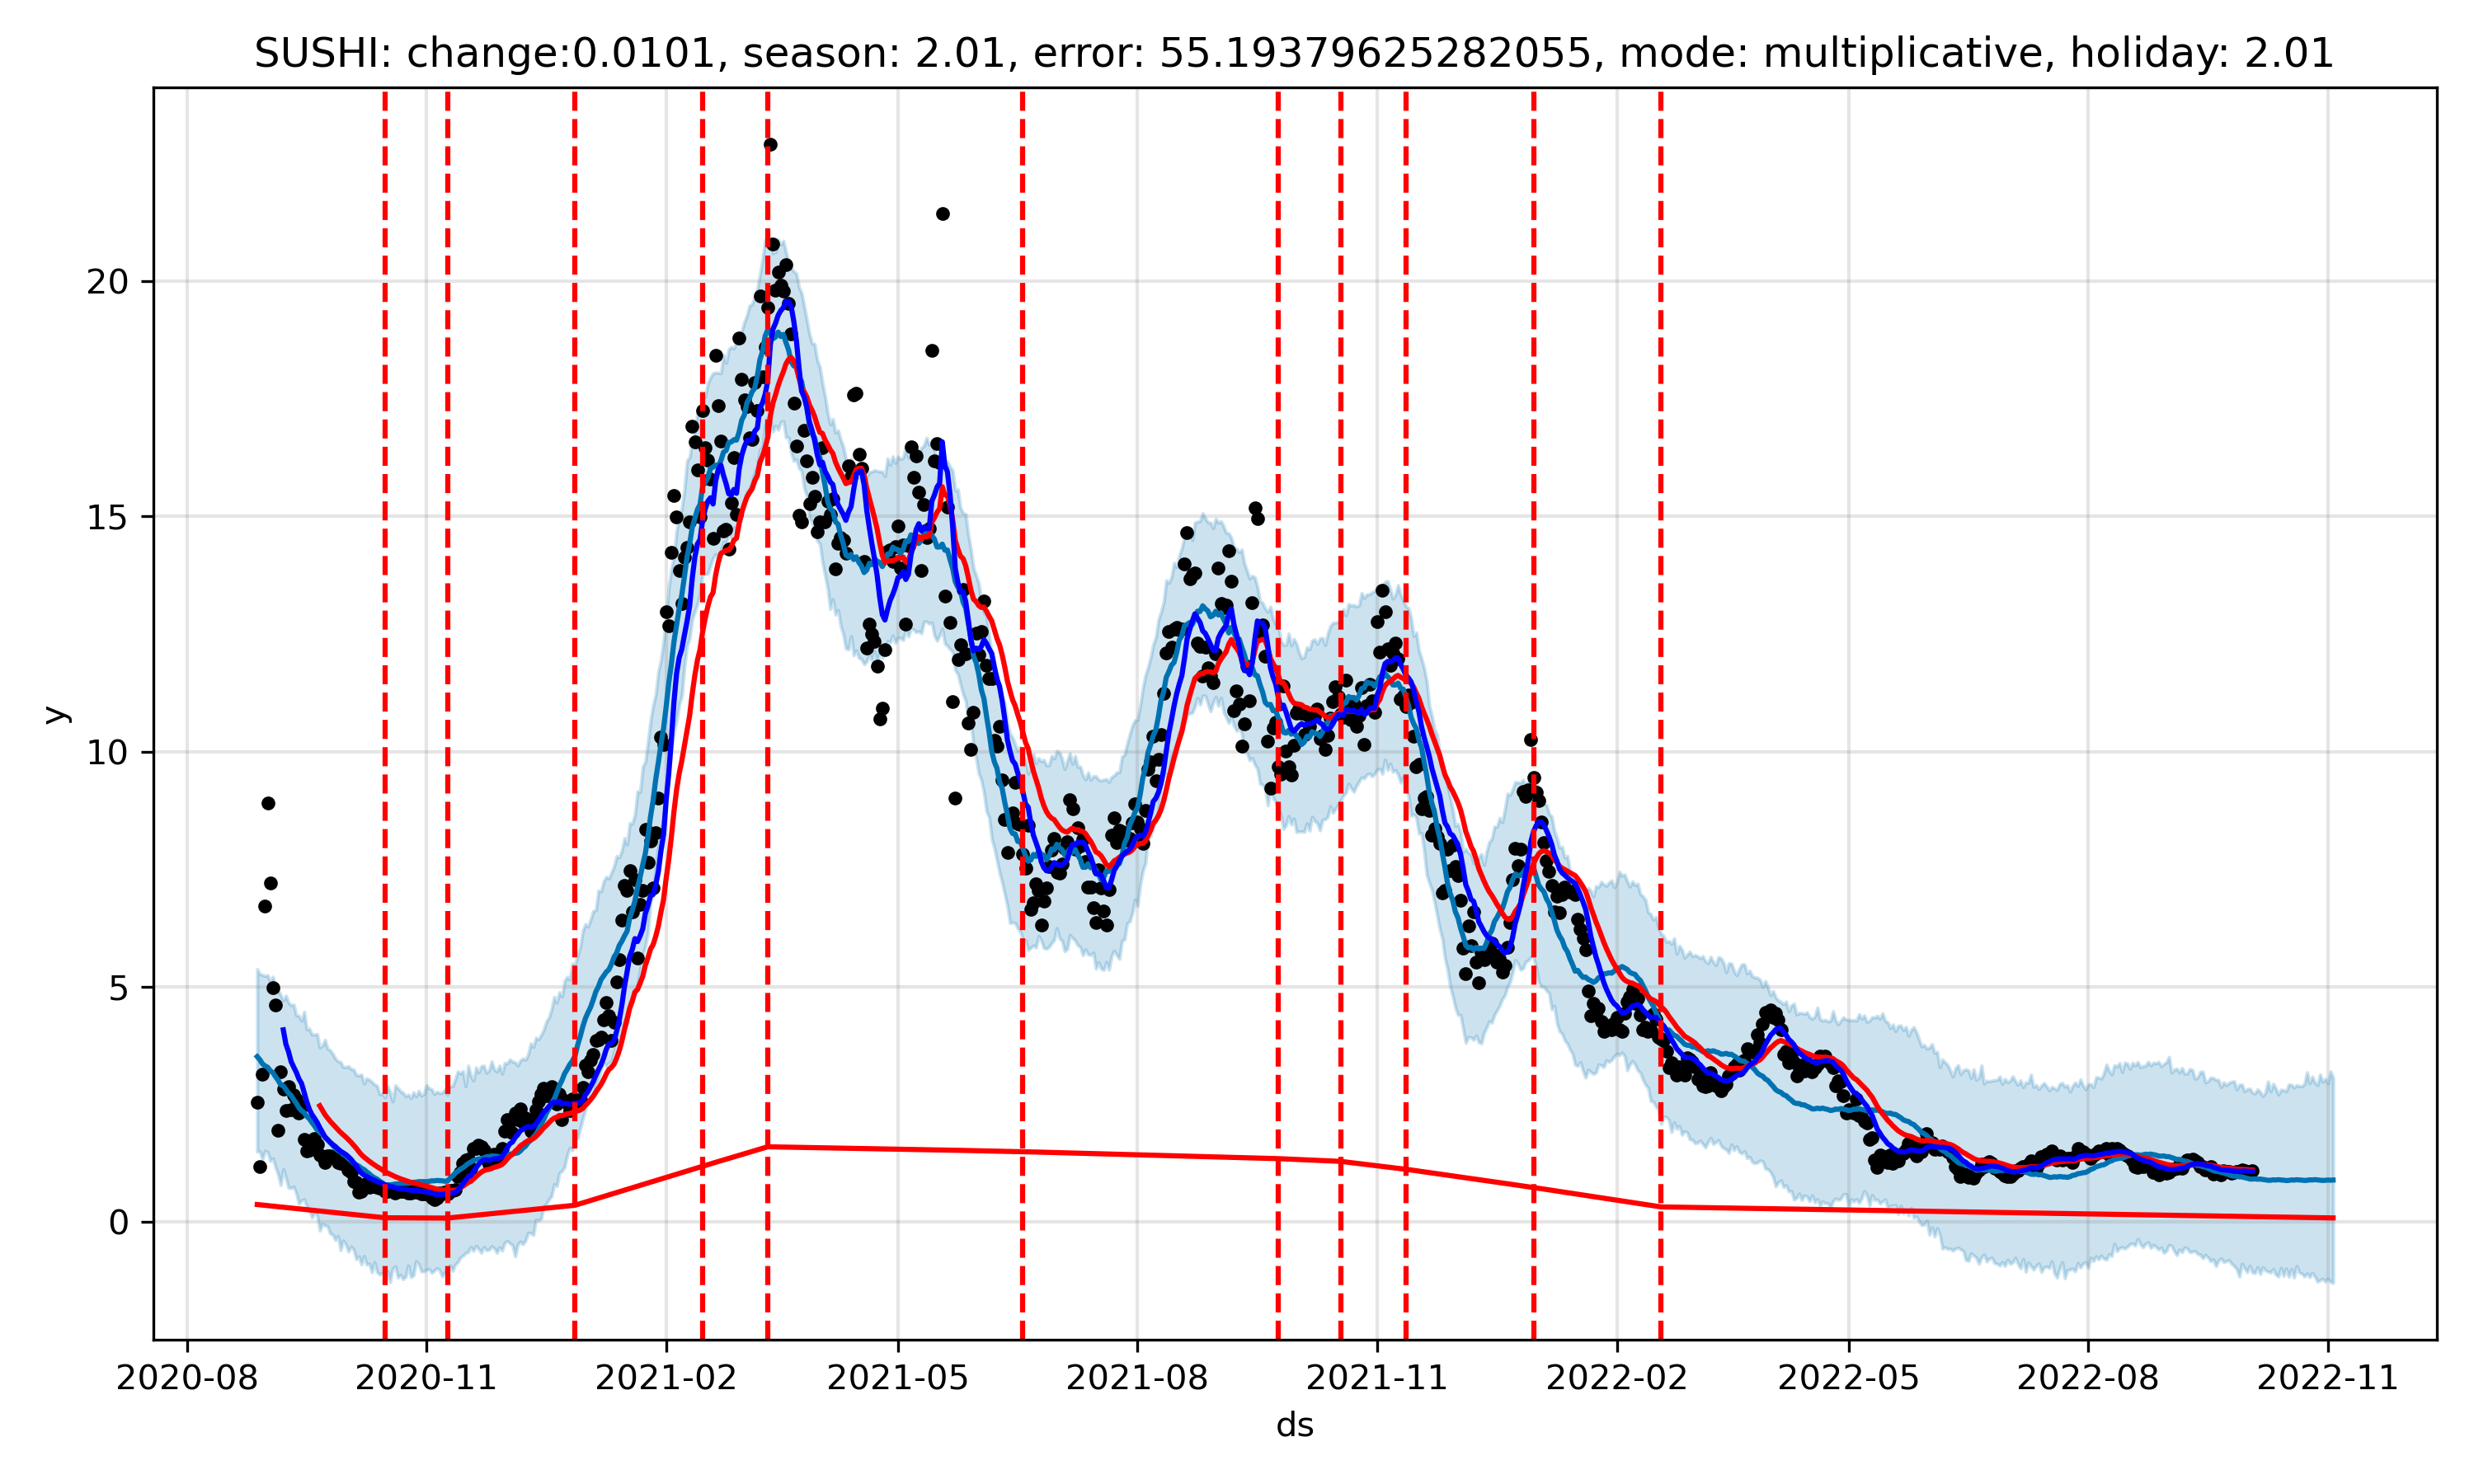 SUSHI: change:0.0101, season: 2.01, error: 55.19379625282055, mode: multiplicative, holiday: 2.01
y
20
15
10
5
0
2020-08 2020-11 2021-02 2021-05 2021-08 2021-11 2022-02 2022-05 2022-08 2022-11
ds